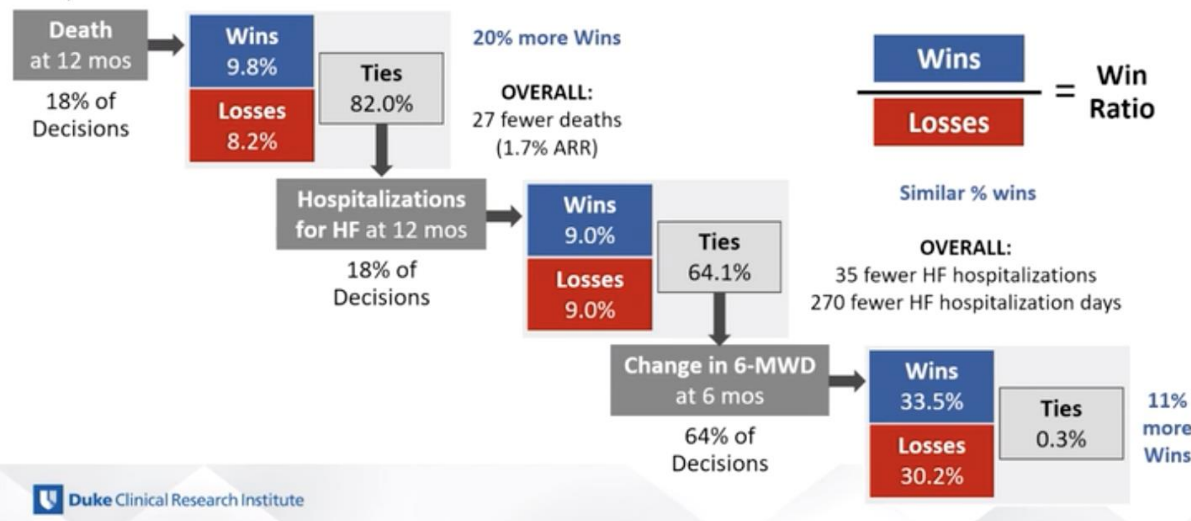 Death
at 12 mos
18% of
Decisions
Wins
9.8%
Losses
8.2%
Ties
82.0%
20% more Wins
OVERALL:
27 fewer deaths
(1.7% ARR)
Wins
Losses
=
Win
Ratio
Hospitalizations
for HF at 12 mos
18% of
Decisions
Wins
9.0%
Losses
9.0%
Ties
64.1%
Similar % wins
OVERALL:
35 fewer HF hospitalizations
270 fewer HF hospitalization days
Change in 6-MWD
at 6 mos
64% of
Decisions
Wins
33.5%
Losses
30.2%
Ties
0.3%
11%
more
Wins
Duke Clinical Research Institute